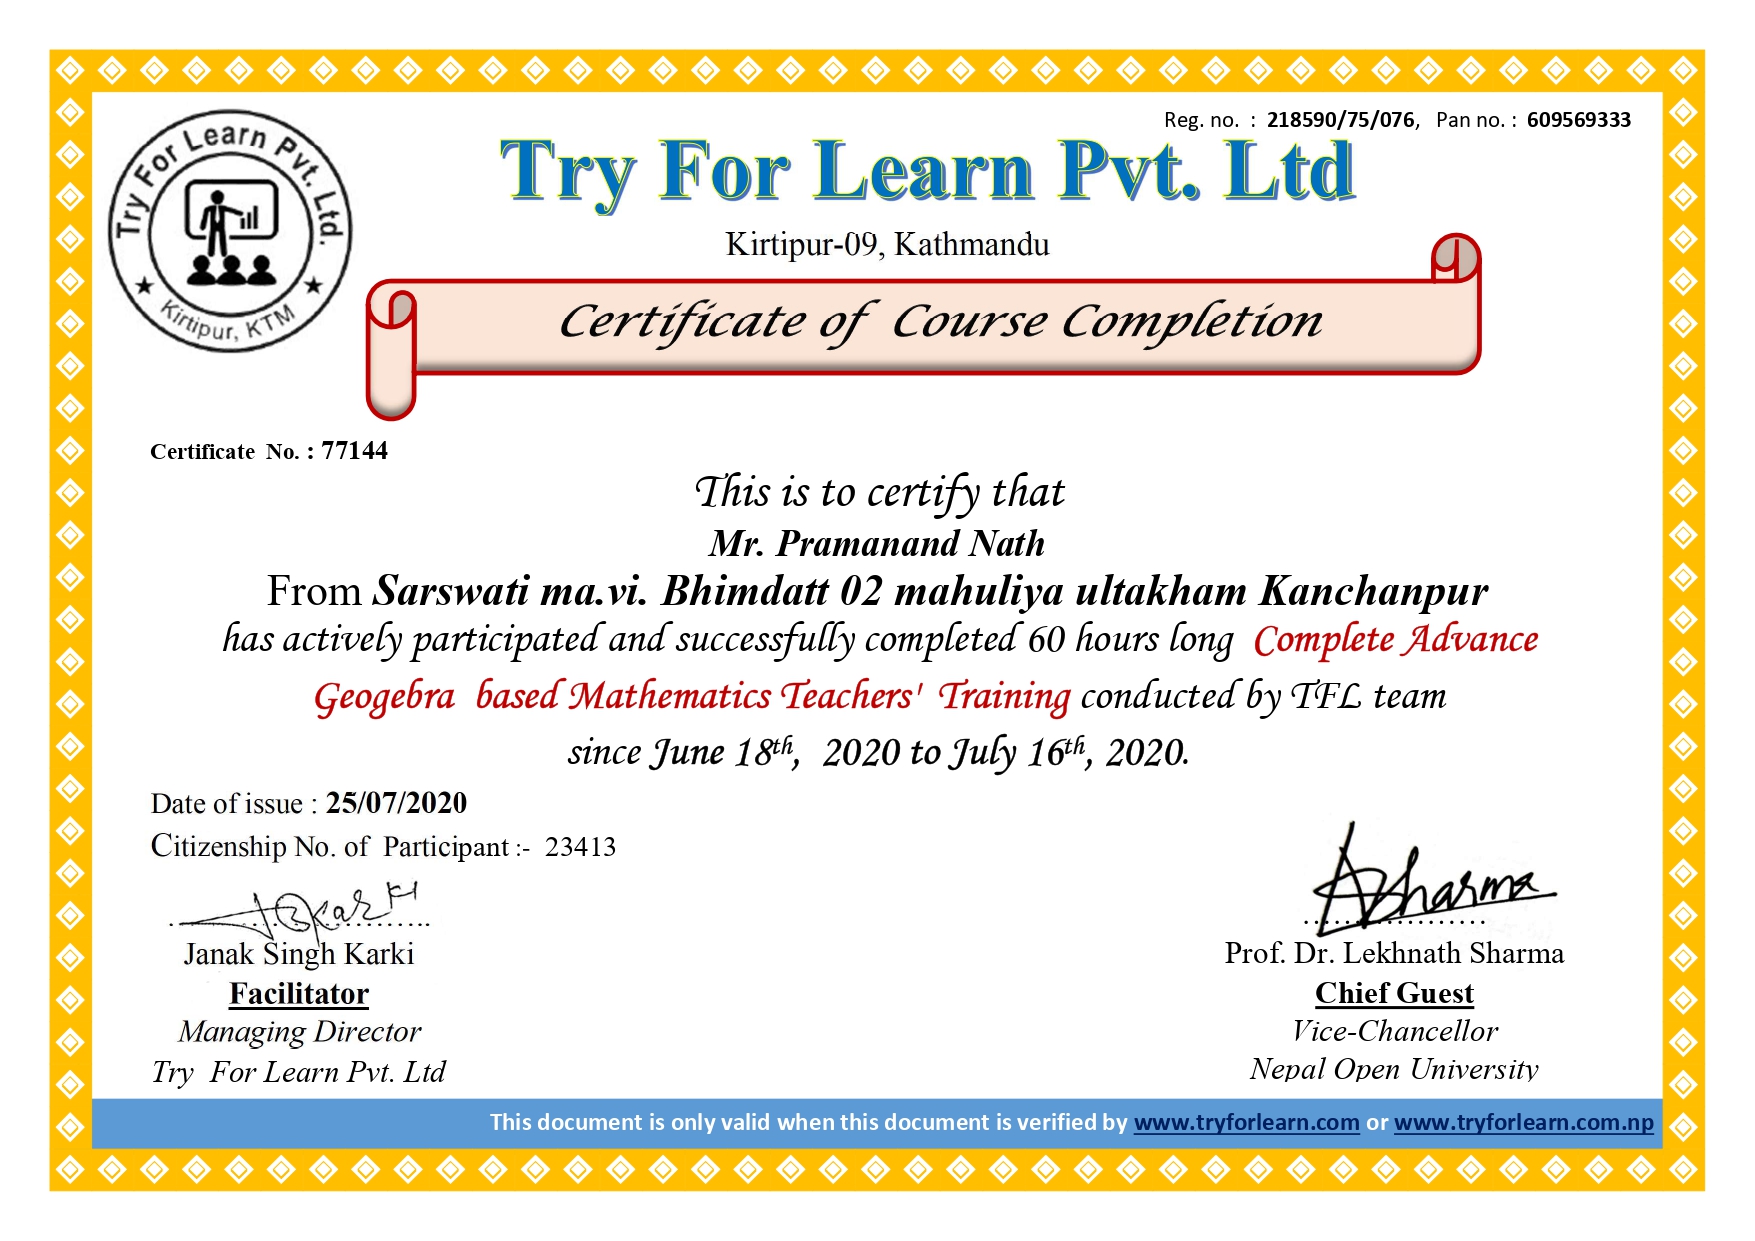 Reg. no. : 218590/75/076, Pan no. : 609569333
Try For Learn Pvt. Ltd.
Kirtipur, KTM
Try For Learn Pvt. Ltd
Kirtipur-09, Kathmandu
Certificate of Course Completion
Certificate No. : 77144
This is to certify that
Mr. Pramanand Nath
From Sarswati ma.vi. Bhimdatt 02 mahuliya ultakham Kanchanpur
has actively participated and successfully completed 60 hours long Complete Advance
Geogebra based Mathematics Teachers' Training conducted by TFL team
since June 18th, 2020 to July 16th, 2020.
Date of issue : 25/07/2020
Citizenship No. of Participant :- 23413
Janak Singh Karki
Facilitator
Managing Director
Try For Learn Pvt. Ltd
Prof. Dr. Lekhnath Sharma
Chief Guest
Vice-Chancellor
Nepal Open University
This document is only valid when this document is verified by www.tryforlearn.com or www.tryforlearn.com.np